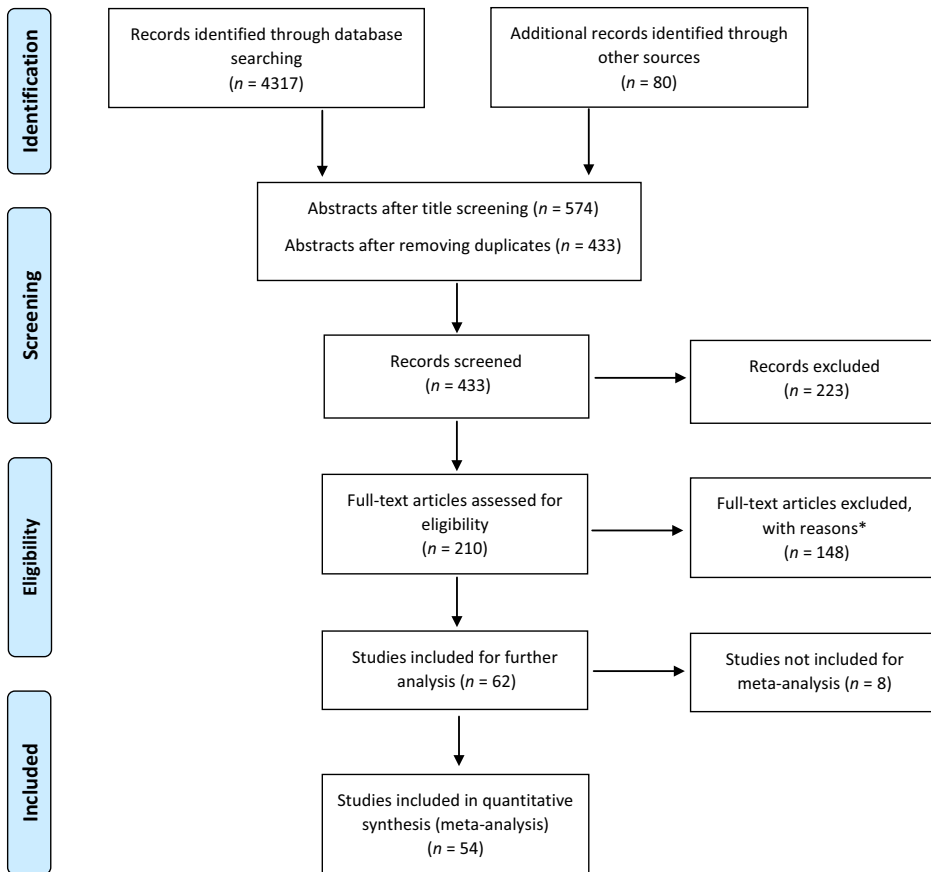 Identification
Records identified through database
searching
(n = 4317)
Additional records identified through
other sources
(n = 80)
Abstracts after title screening (n = 574)
Abstracts after removing duplicates (n = 433)
Screening
Records screened
(n = 433)
Records excluded
(n = 223)
Eligibility
Full-text articles assessed for
eligibility
(n = 210)
Full-text articles excluded,
with reasons*
(n = 148)
Studies included for further
analysis (n = 62)
Studies not included for
meta-analysis (n = 8)
Included
Studies included in quantitative
synthesis (meta-analysis)
(n = 54)